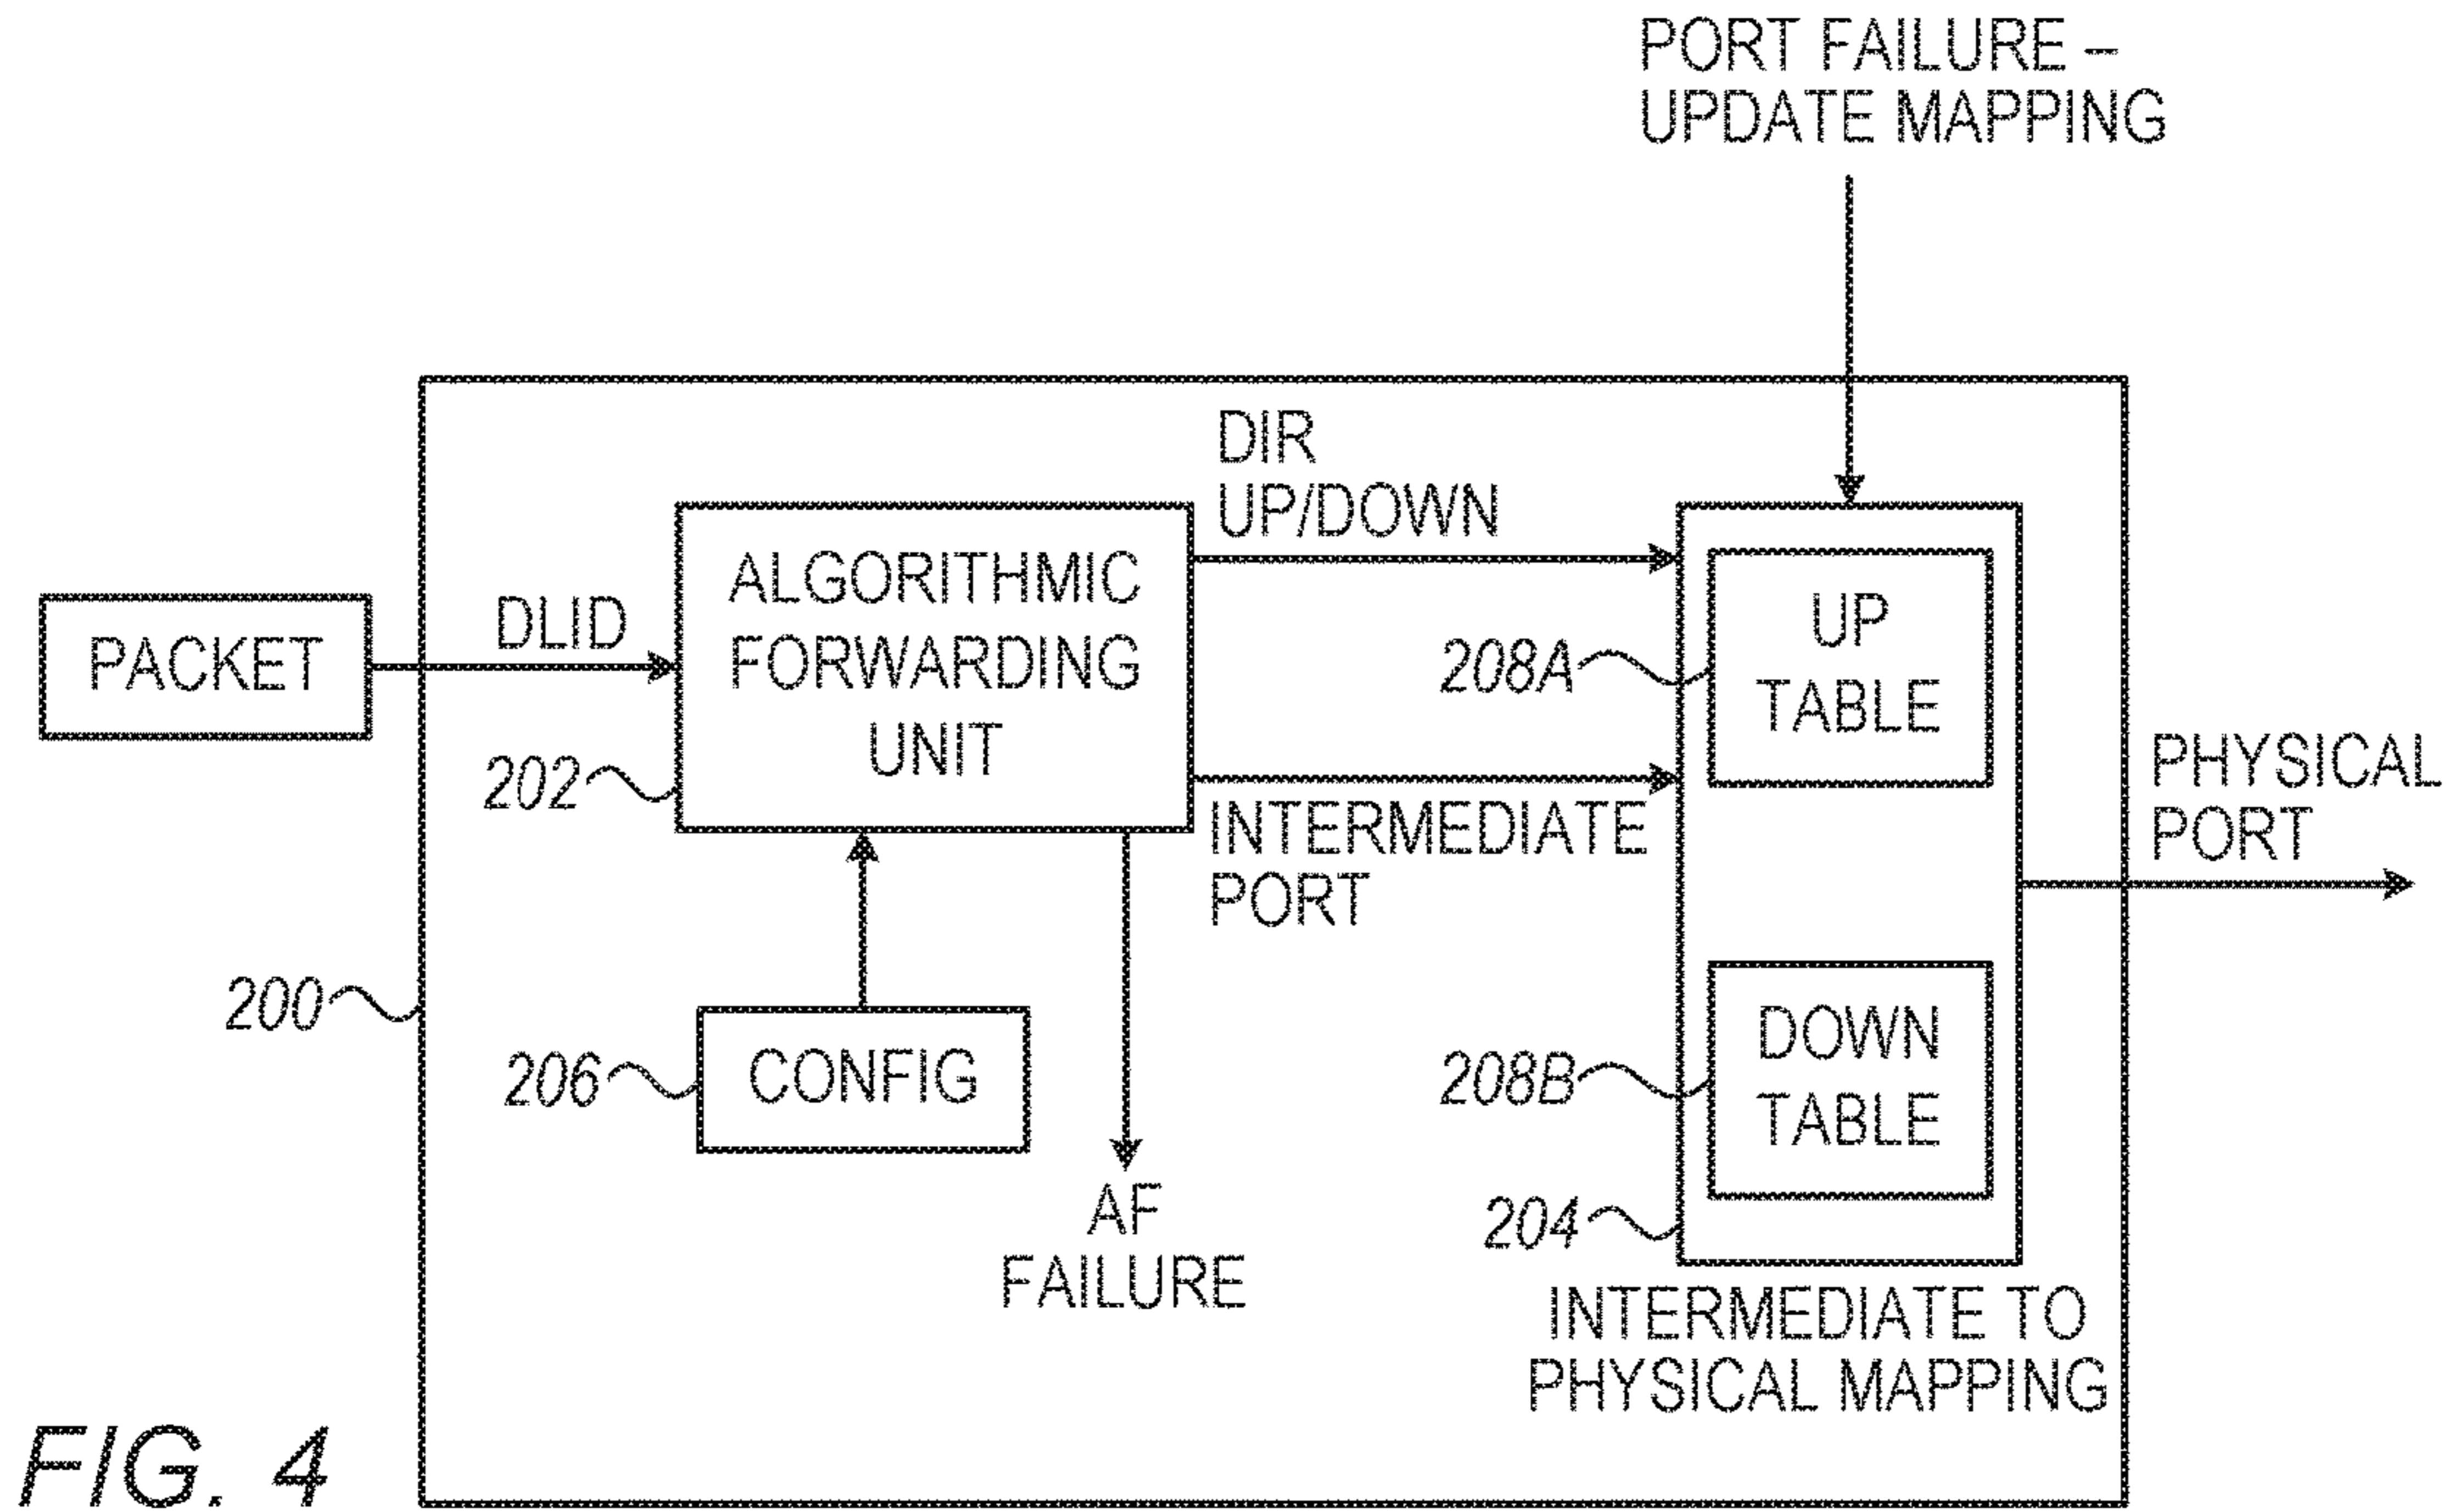 PORT FAILURE –
UPDATE MAPPING
DIR
UP/DOWN
PACKET
DLID
ALGORITHMIC
FORWARDING
UNIT
202
INTERMEDIATE
PORT
208A
UP
TABLE
PHYSICAL
PORT
200
206
CONFIG
AF
FAILURE
208B
DOWN
TABLE
204
INTERMEDIATE TO
PHYSICAL MAPPING
FIG. 4